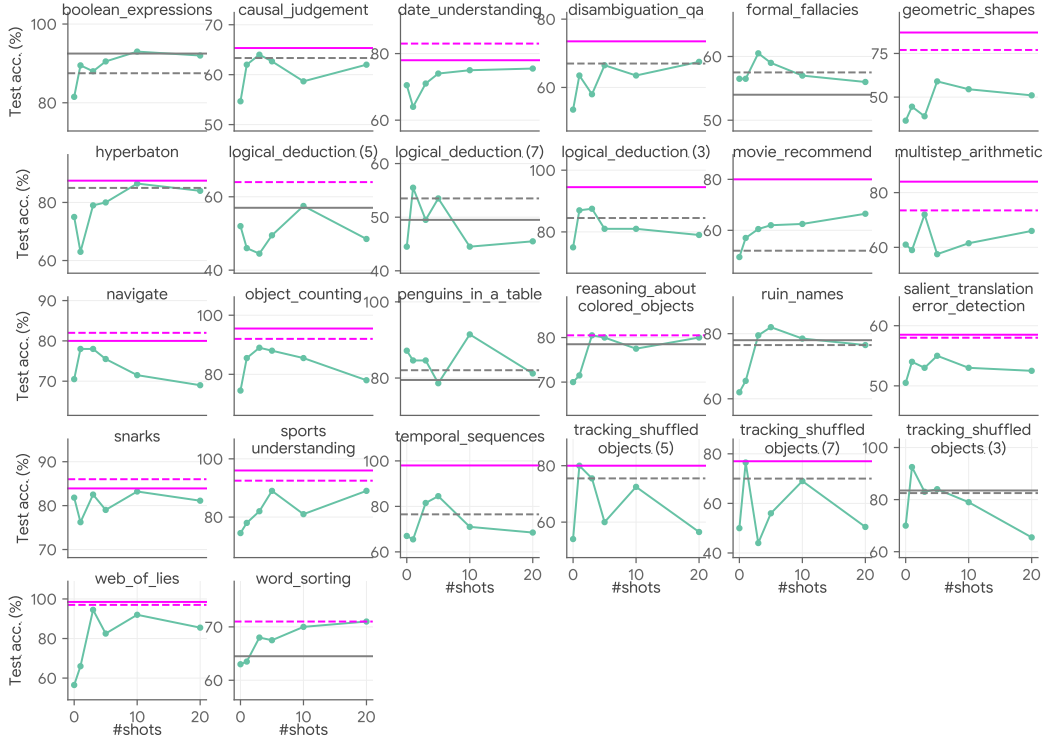 boolean_expressions
causal_judgement
date_understanding
disambiguation_qa
formal_fallacies
geometric_shapes
Test acc. (%)
100
80
70
60
50
80
60
80
60
60
50
75
50
hyperbaton
logical_deduction (5)
logical_deduction (7)
logical_deduction (3)
movie_recommend
multistep_arithmetic
Test acc. (%)
80
60
60
40
60
50
40
100
80
80
60
80
60
navigate
object_counting
penguins_in_a_table
reasoning_about
colored_objects
ruin_names
salient_translation
error_detection
Test acc. (%)
90
80
70
100
80
100
80
80
70
80
60
60
50
snarks
sports
understanding
temporal_sequences
tracking_shuffled
objects (5)
tracking_shuffled
objects (7)
tracking_shuffled
objects (3)
Test acc. (%)
90
80
70
100
80
100
80
60
80
60
80
60
40
100
80
60
0 10 20
#shots
0 10 20
#shots
0 10 20
#shots
0 10 20
#shots
web_of_lies
word_sorting
Test acc. (%)
100
80
60
70
60
0 10 20
#shots
0 10 20
#shots